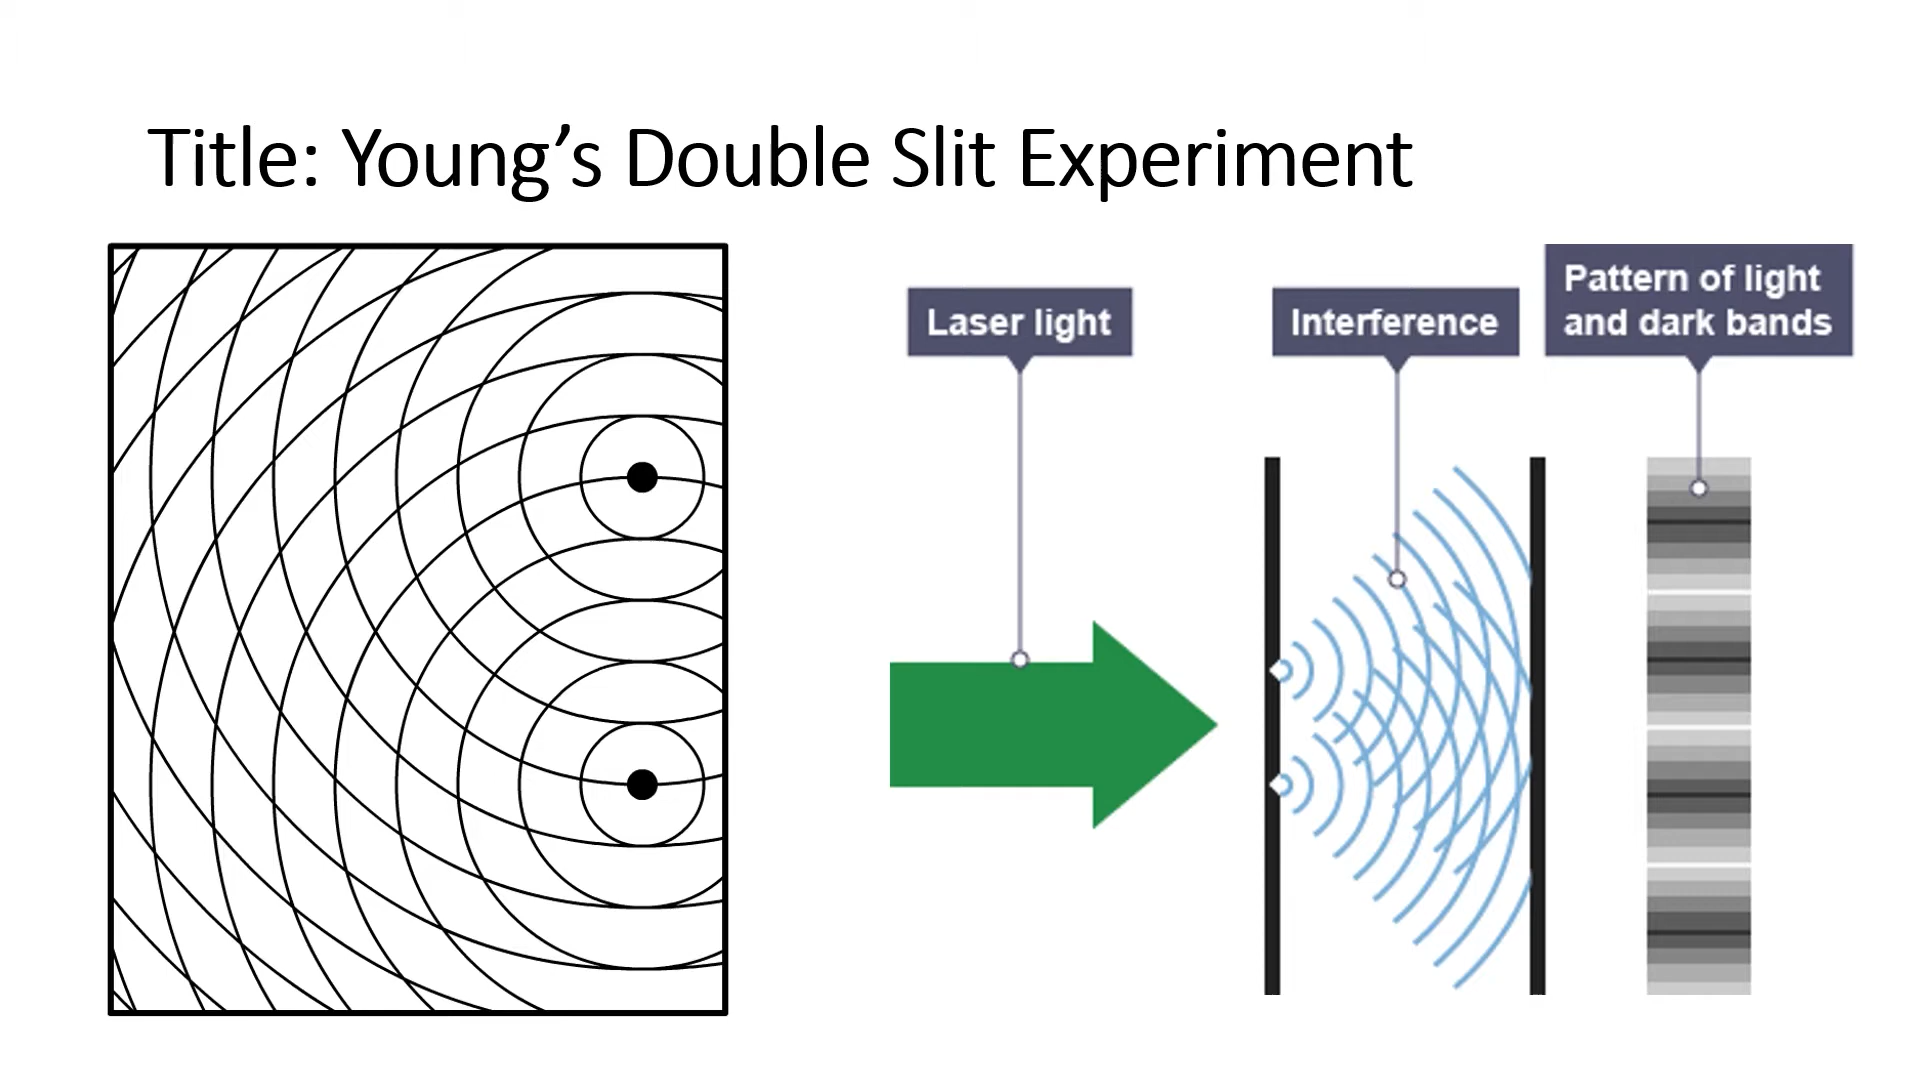 Title: Young’s Double Slit Experiment
Laser light
Interference
Pattern of light
and dark bands